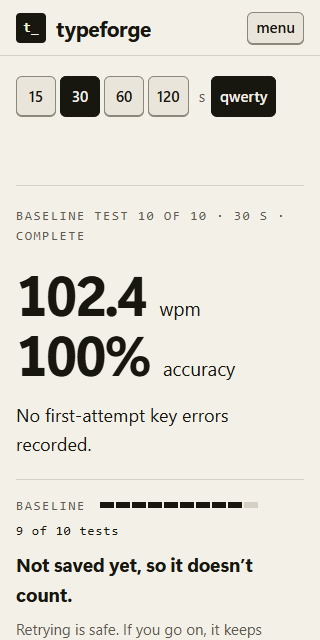 t_ typeforge menu
15 30 60 120 s qwerty
BASELINE TEST 10 OF 10 · 30 S ·
COMPLETE
102.4 wpm
100% accuracy
No first-attempt key errors
recorded.
BASELINE
9 of 10 tests
Not saved yet, so it doesn’t
count.
Retrying is safe. If you go on, it keeps